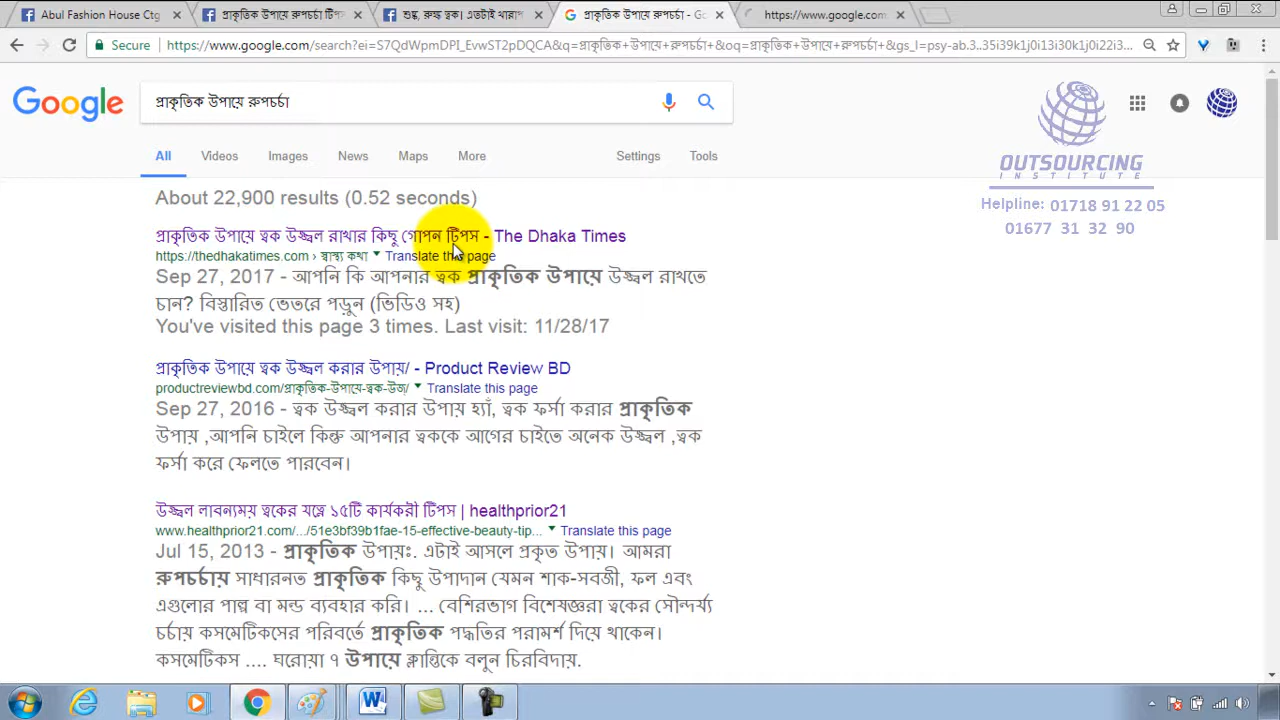 Abul Fashion House Ctg
প্রাকৃতিক উপায়ে রুপচর্চা টিপস
শুষ্ক, রুক্ষ ত্বক। এতটাই খারাপ
প্রাকৃতিক উপায়ে রুপচর্চা - Go
https://www.google.com
Secure
https://www.google.com/search?ei=S7QdWpmDPI_EvwST2pDQCA&q=প্রাকৃতিক+উপায়ে+রুপচর্চা+&oq=প্রাকৃতিক+উপায়ে+রুপচর্চা+&gs_l=psy-ab.3..35i39k1j0i13i30k1j0i22i3...
Google
প্রাকৃতিক উপায়ে রুপচর্চা
All Videos Images News Maps More Settings Tools
OUTSOURCING
INSTITUTE
Helpline: 01718 91 22 05
01677 31 32 90
About 22,900 results (0.52 seconds)
প্রাকৃতিক উপায়ে ত্বক উজ্জ্বল রাখার কিছু গোপন টিপস - The Dhaka Times
https://thedhakatimes.com › স্বাস্থ্য কথা Translate this page
Sep 27, 2017 - আপনি কি আপনার ত্বক প্রাকৃতিক উপায়ে উজ্জ্বল রাখতে
চান? বিস্তারিত ভেতরে পড়ুন (ভিডিও সহ)
You've visited this page 3 times. Last visit: 11/28/17
প্রাকৃতিক উপায়ে ত্বক উজ্জ্বল করার উপায়/ - Product Review BD
productreviewbd.com/প্রাকৃতিক-উপায়ে-ত্বক-উজ/ Translate this page
Sep 27, 2016 - ত্বক উজ্জ্বল করার উপায় হ্যাঁ, ত্বক ফর্সা করার প্রাকৃতিক
উপায় ,আপনি চাইলে কিন্তু আপনার ত্বককে আগের চাইতে অনেক উজ্জ্বল ,ত্বক
ফর্সা করে ফেলতে পারবেন।
উজ্জ্বল লাবন্যময় ত্বকের যত্নে ১৫টি কার্যকরী টিপস | healthprior21
www.healthprior21.com/.../51e3bf39b1fae-15-effective-beauty-tip... Translate this page
Jul 15, 2013 - প্রাকৃতিক উপায়ঃ. এটাই আসলে প্রকৃত উপায়। আমরা
রুপচর্চায় সাধারনত প্রাকৃতিক কিছু উপাদান যেমন শাক-সবজী, ফল এবং
এগুলোর পাল্প বা মন্ড ব্যবহার করি। ... বেশিরভাগ বিশেষজ্ঞরা ত্বকের সৌন্দর্য্য
চর্চায় কসমেটিকসের পরিবর্তে প্রাকৃতিক পদ্ধতির পরামর্শ দিয়ে থাকেন।
কসমেটিকস .... ঘরোয়া ৭ উপায়ে ক্লান্তিকে বলুন চিরবিদায়.